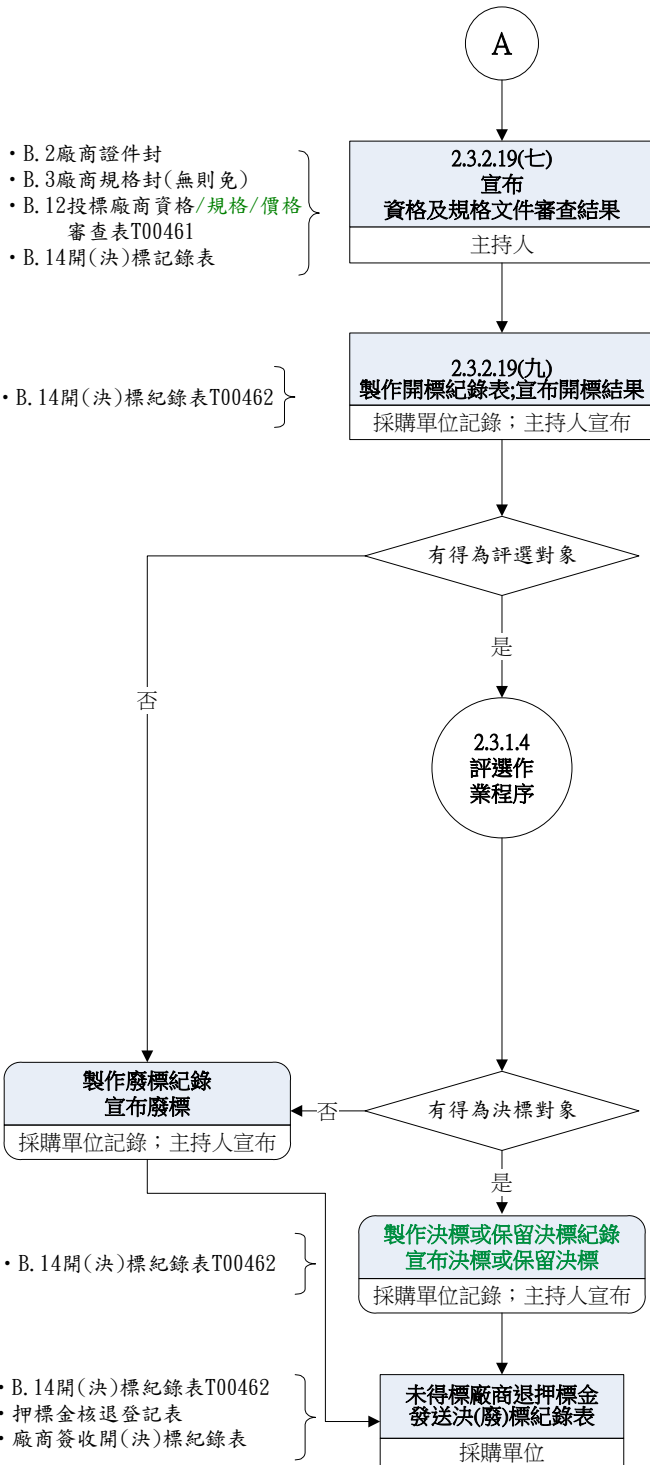 A
・B.2廠商證件封
・B.3廠商規格封(無則免)
・B.12投標廠商資格/規格/價格
審查表T00461
・B.14開(決)標記錄表
2.3.2.19(七)
宣布
資格及規格文件審查結果
主持人
・B.14開(決)標紀錄表T00462
2.3.2.19(九)
製作開標紀錄表;宣布開標結果
採購單位記錄；主持人宣布
有得為評選對象
是
否
2.3.1.4
評選作
業程序
製作廢標紀錄
宣布廢標
採購單位記錄；主持人宣布
否
有得為決標對象
是
・B.14開(決)標紀錄表T00462
製作決標或保留決標紀錄
宣布決標或保留決標
採購單位記錄；主持人宣布
・B.14開(決)標紀錄表T00462
・押標金核退登記表
・廠商簽收開(決)標紀錄表
未得標廠商退押標金
發送決(廢)標紀錄表
採購單位